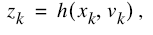 z_k = h(x_k, v_k) ,